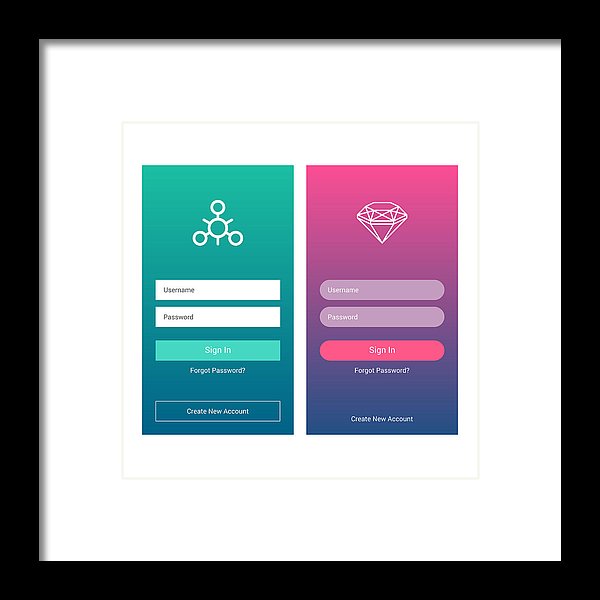 Username
Password
Sign In
Forgot Password?
Create New Account
Username
Password
Sign In
Forgot Password?
Create New Account